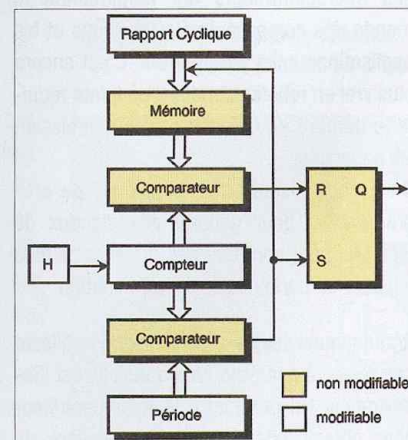 Rapport Cyclique
Mémoire
Comparateur
R Q
H
Compteur
S
Comparateur
non modifiable
modifiable
Période